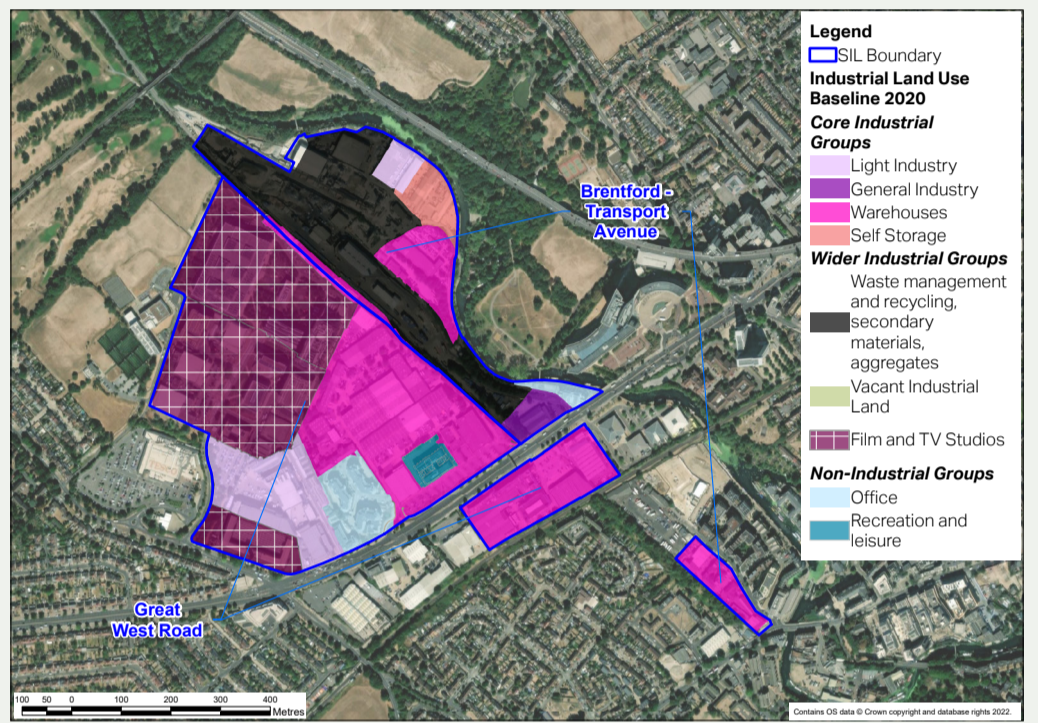 Legend
SIL Boundary
Industrial Land Use
Baseline 2020
Core Industrial
Groups
Light Industry
General Industry
Warehouses
Self Storage
Wider Industrial Groups
Waste management
and recycling,
secondary
materials,
aggregates
Vacant Industrial
Land
Film and TV Studios
Non-Industrial Groups
Office
Recreation and
leisure
Brentford -
Transport
Avenue
Great
West Road
100 50 0 100 200 300 400
Metres
Contains OS data © Crown copyright and database rights 2022.